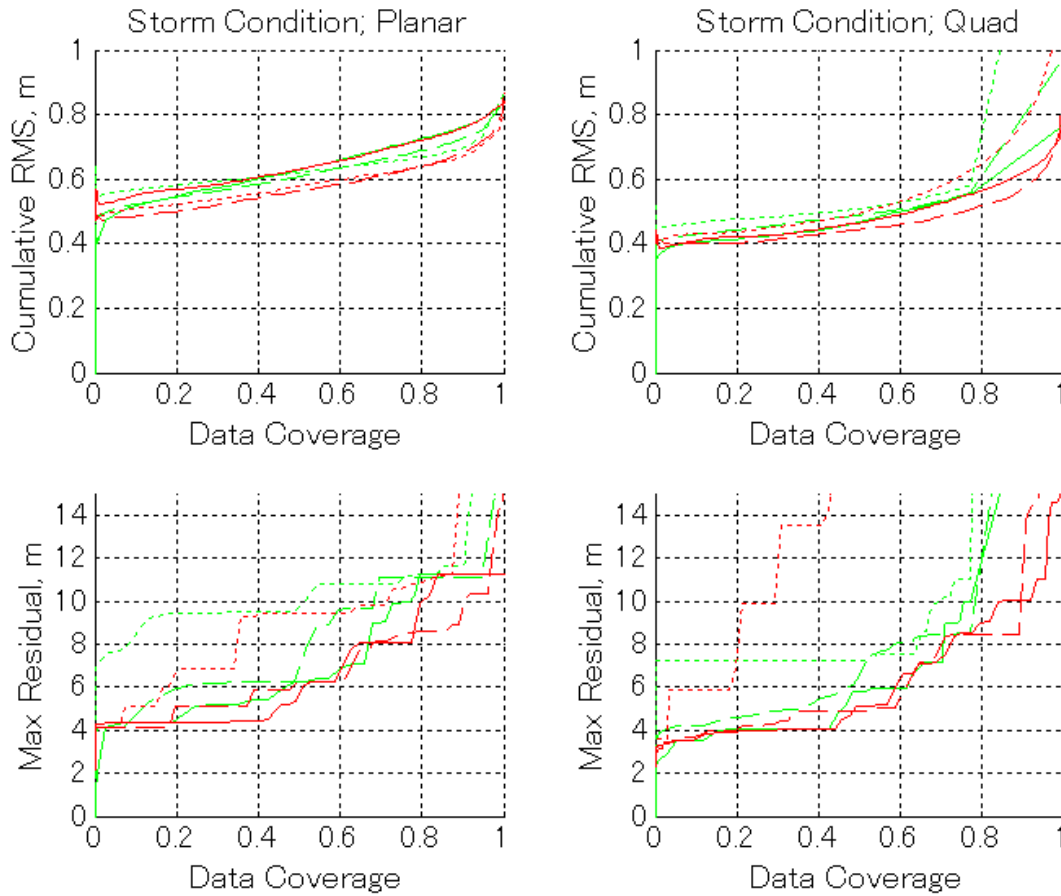 Storm Condition; Planar
Cumulative RMS, m
1
0.8
0.6
0.4
0.2
0
0 0.2 0.4 0.6 0.8 1
Data Coverage
Storm Condition; Quad
Cumulative RMS, m
1
0.8
0.6
0.4
0.2
0
0 0.2 0.4 0.6 0.8 1
Data Coverage
Max Residual, m
14
12
10
8
6
4
2
0
0 0.2 0.4 0.6 0.8 1
Data Coverage
Max Residual, m
14
12
10
8
6
4
2
0
0 0.2 0.4 0.6 0.8 1
Data Coverage